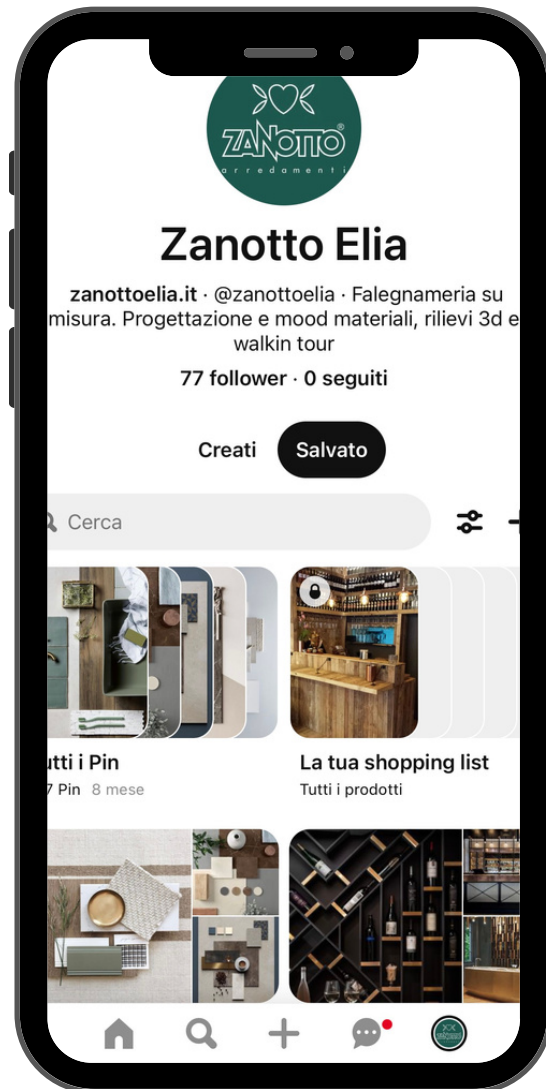 ZANOTTO®
arredamenti
Zanotto Elia
zanottoelia.it · @zanottoelia · Falegnameria su
misura. Progettazione e mood materiali, rilievi 3d e
walkin tour
77 follower · 0 seguiti
Creati Salvato
Cerca
utti i Pin
7 Pin 8 mese
La tua shopping list
Tutti i prodotti